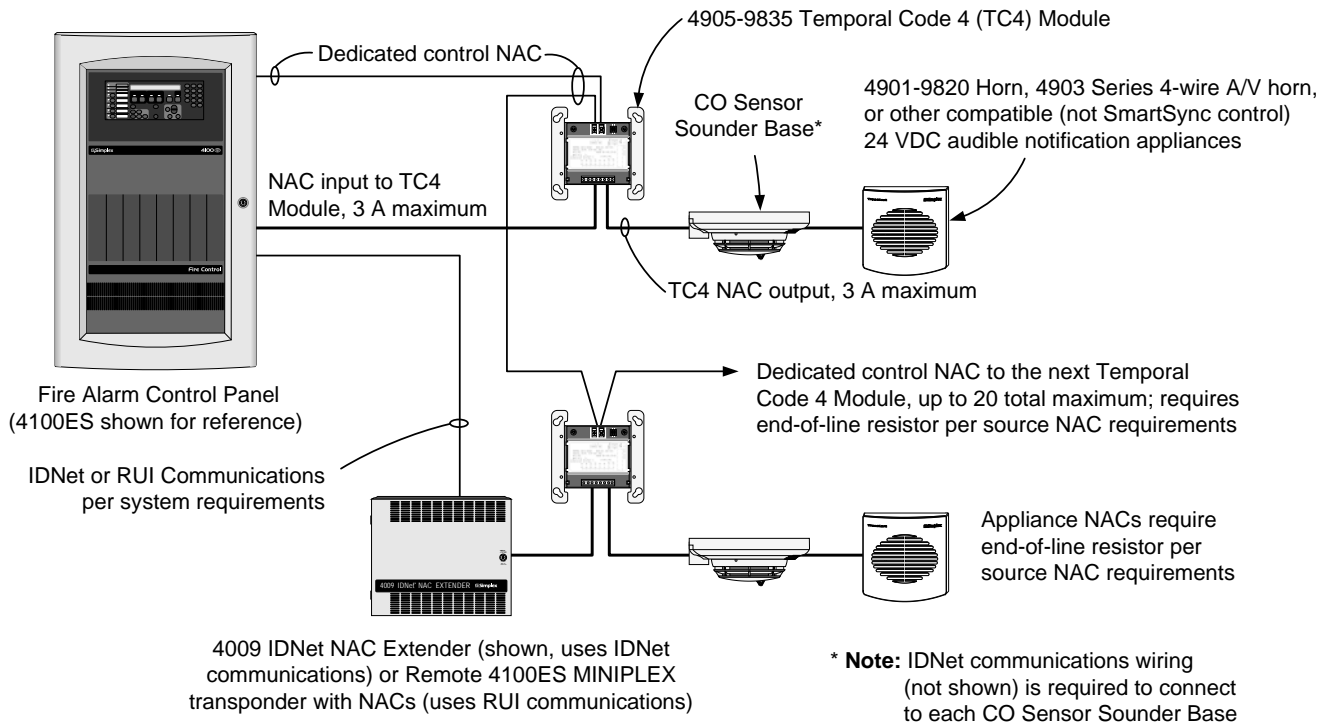 4905-9835 Temporal Code 4 (TC4) Module
Dedicated control NAC
CO Sensor
Sounder Base*
4901-9820 Horn, 4903 Series 4-wire A/V horn,
or other compatible (not SmartSync control)
24 VDC audible notification appliances
Simplex
4100
NAC input to TC4
Module, 3 A maximum
Fire Control
TC4 NAC output, 3 A maximum
Fire Alarm Control Panel
(4100ES shown for reference)
Dedicated control NAC to the next Temporal
Code 4 Module, up to 20 total maximum; requires
end-of-line resistor per source NAC requirements
IDNet or RUI Communications
per system requirements
Appliance NACs require
end-of-line resistor per
source NAC requirements
4009 IDNet NAC EXTENDER Simplex
4009 IDNet NAC Extender (shown, uses IDNet
communications) or Remote 4100ES MINIPLEX
transponder with NACs (uses RUI communications)
* Note: IDNet communications wiring
(not shown) is required to connect
to each CO Sensor Sounder Base